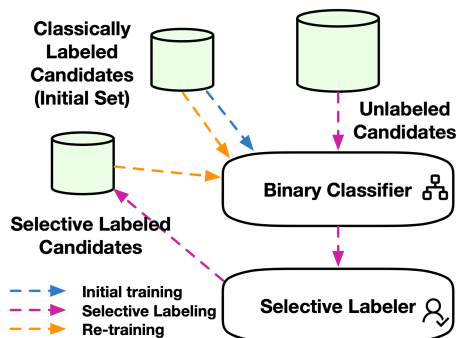 Classically
Labeled
Candidates
(Initial Set)
Unlabeled
Candidates
Binary Classifier
Selective Labeled
Candidates
Selective Labeler
Initial training
Selective Labeling
Re-training